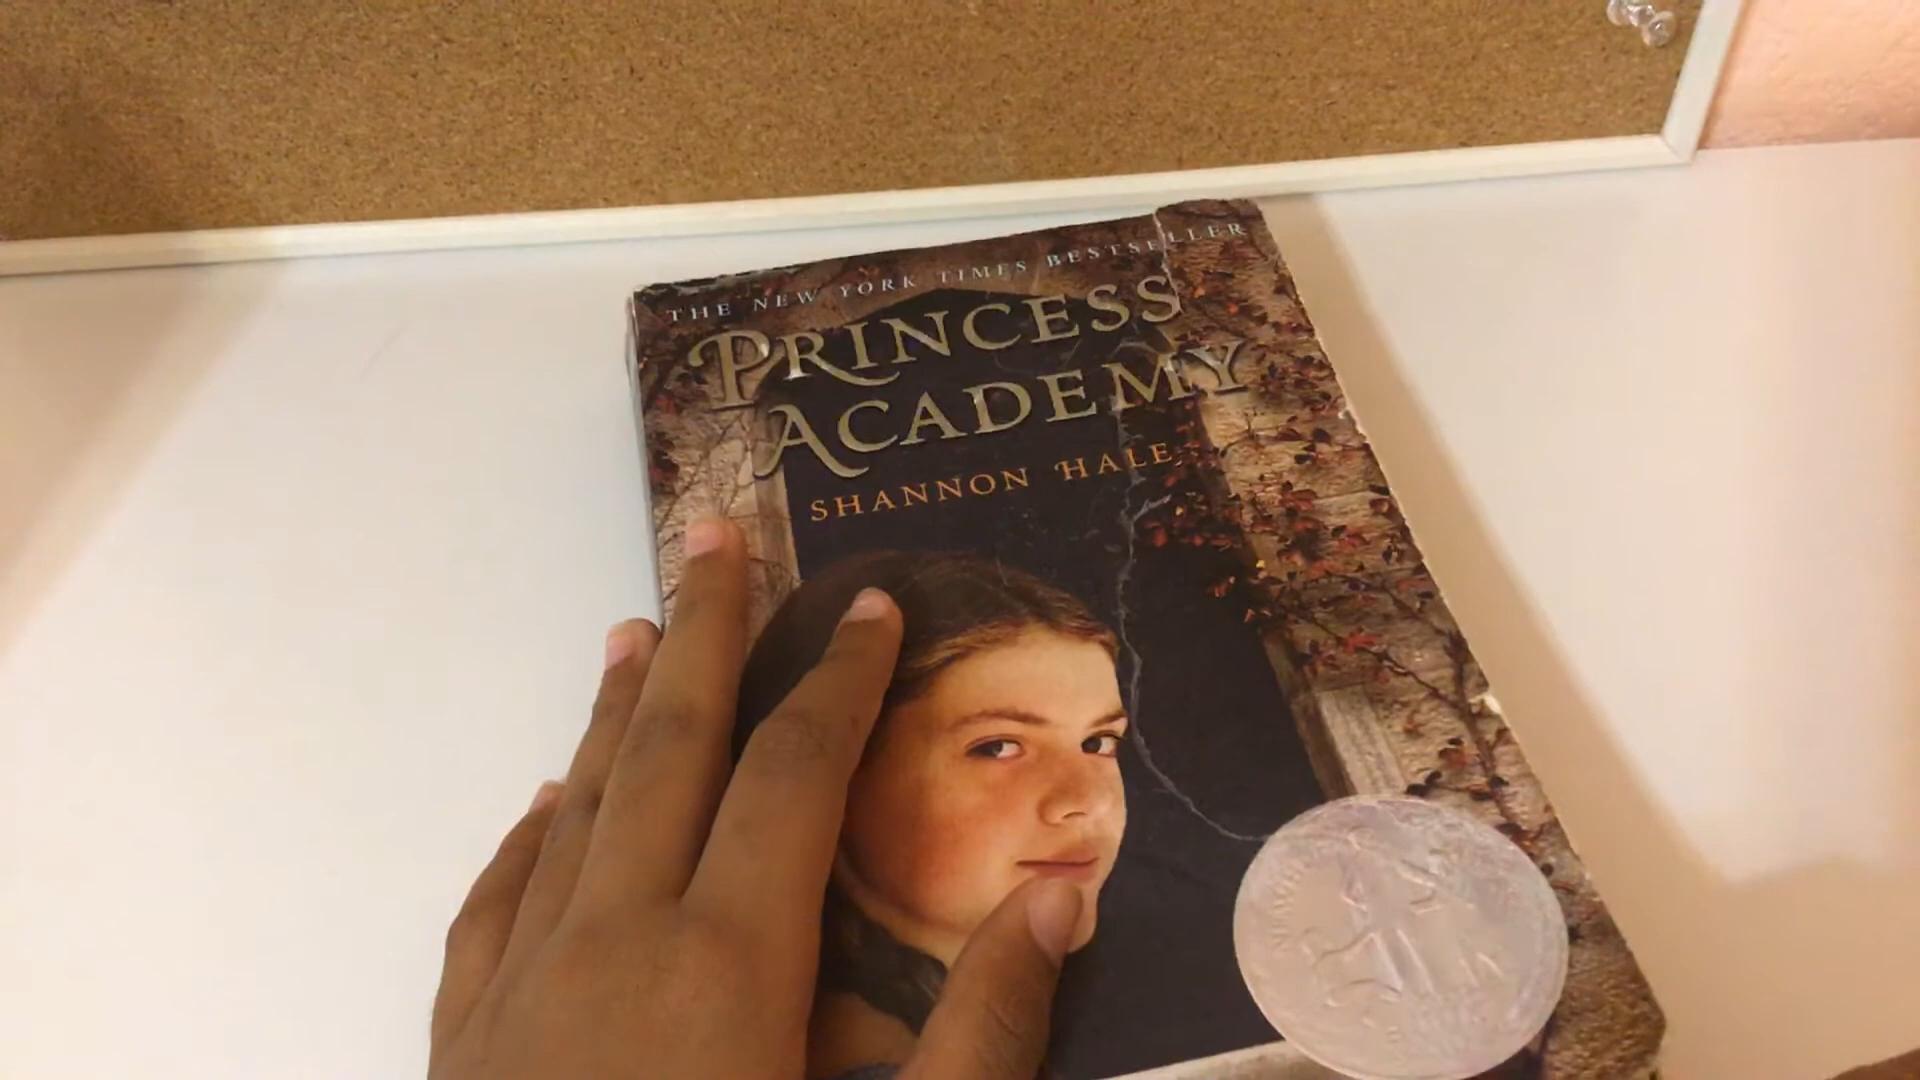 THE NEW YORK TIMES BESTSELLER
PRINCESS
ACADEMY
SHANNON HALE